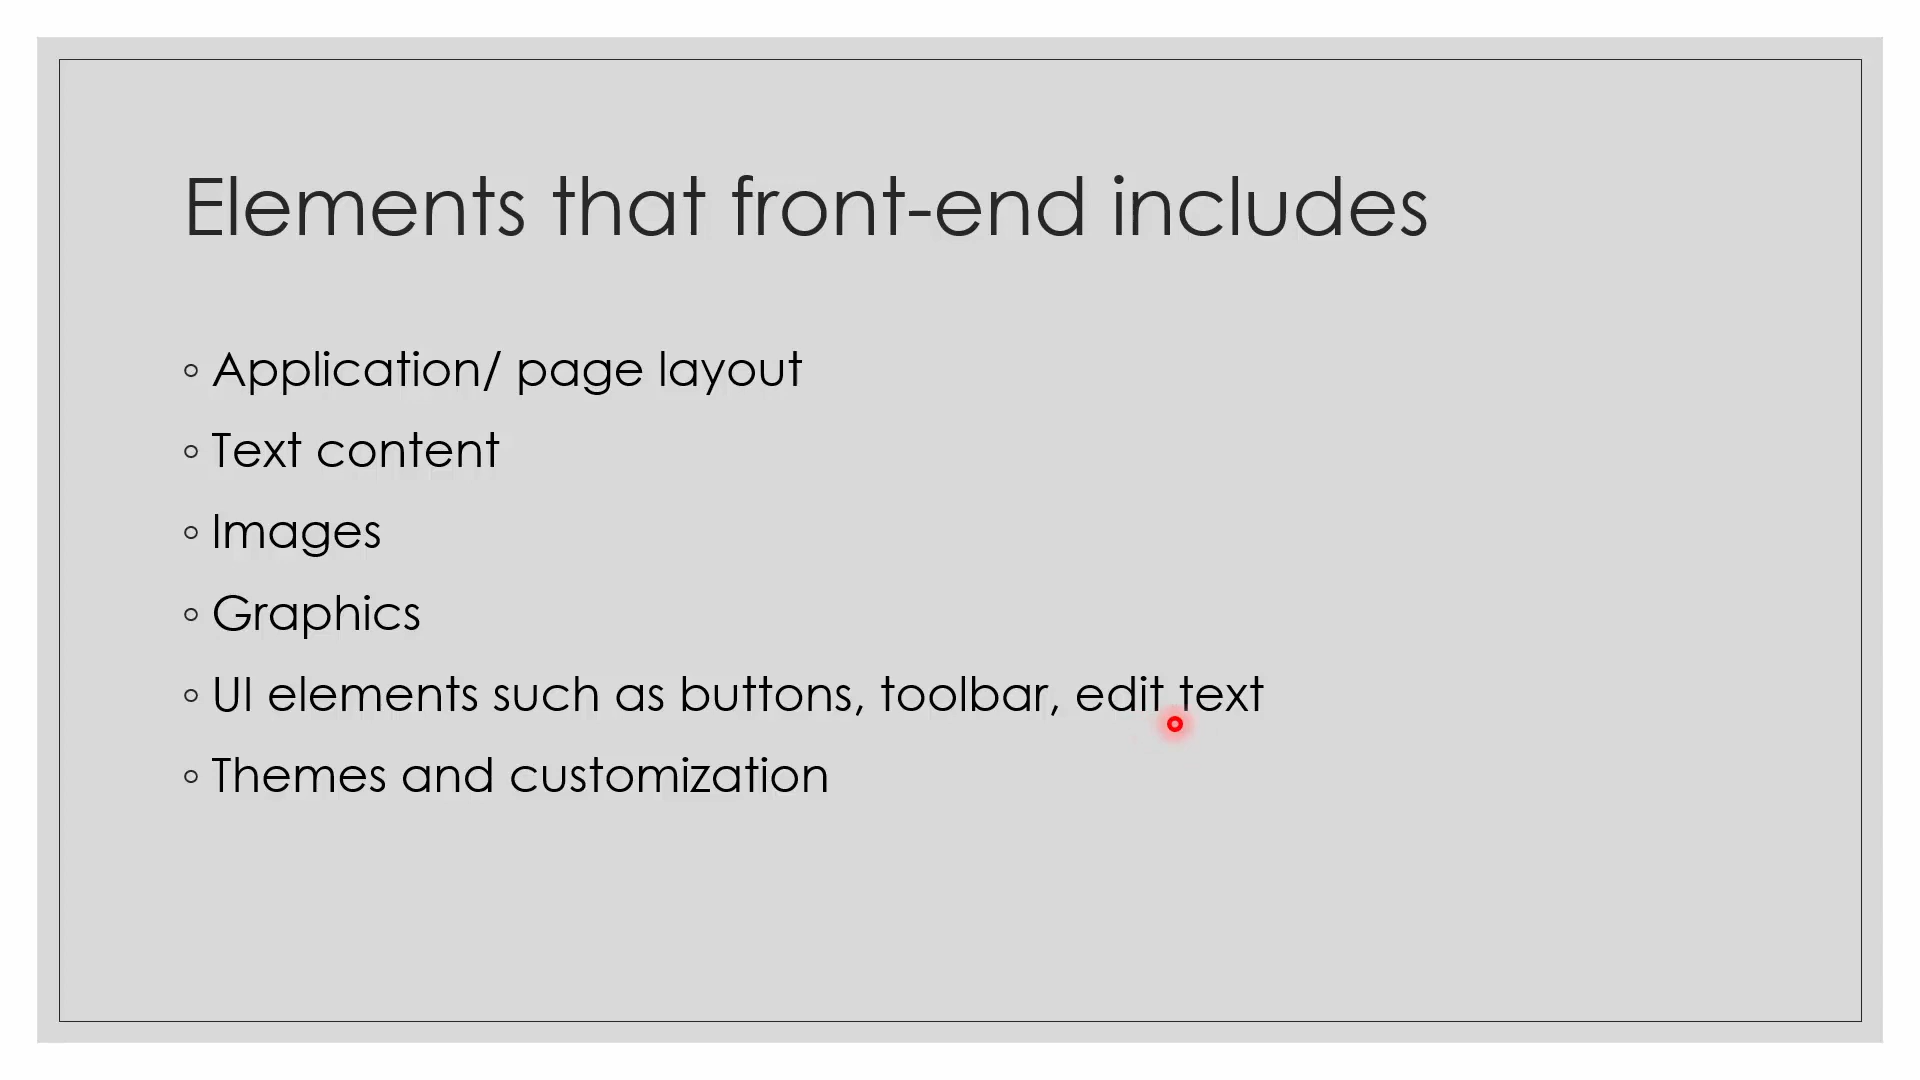 Elements that front-end includes
◦ Application/ page layout
◦ Text content
◦ Images
◦ Graphics
◦ UI elements such as buttons, toolbar, edit text
◦ Themes and customization